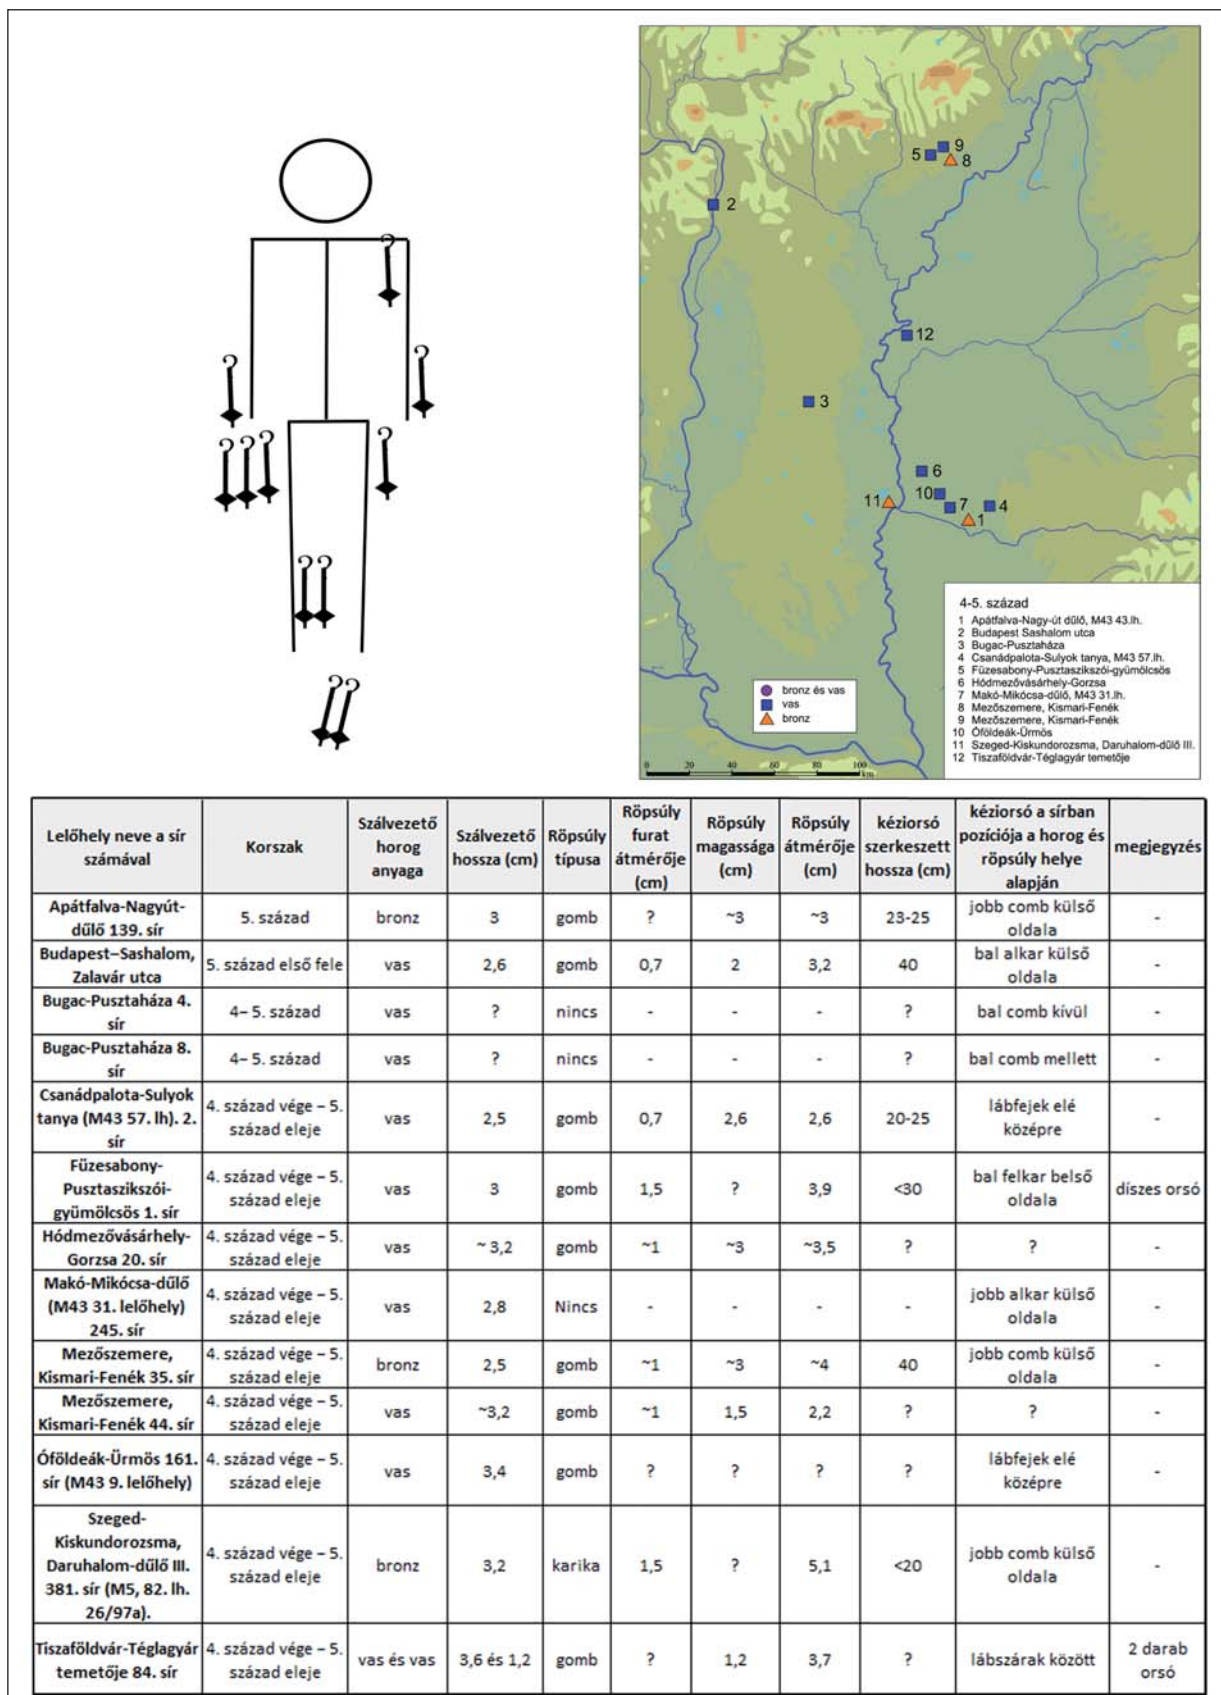 9
5
8
2
12
3
6
10
11
7
4
1
4-5. század
1 Apátfalva-Nagy-út dűlő, M43 43.lh.
2 Budapest Sashalom utca
3 Bugac-Pusztaháza
4 Csanádpalota-Sulyok tanya, M43 57.lh.
5 Füzesabony-Pusztaszikszói-gyümölcsös
6 Hódmezővásárhely-Gorzsa
7 Makó-Mikócsa-dűlő, M43 31.lh.
8 Mezőszemere, Kismari-Fenék
9 Mezőszemere, Kismari-Fenék
10 Óföldeák-Ürmös
11 Szeged-Kiskundorozsma, Daruhalom-dűlő III.
12 Tiszaföldvár-Téglagyár temetője
bronz és vas
vas
bronz
0 20 40 60 80 100
km
Lelőhely neve a sír számával | Korszak | Szálvezető horog anyaga | Szálvezető hossza (cm) | Röpsúly típusa | Röpsúly furat átmérője (cm) | Röpsúly magassága (cm) | Röpsúly átmérője (cm) | kéziorsó szerkeszett hossza (cm) | kéziorsó a sírban pozíciója a horog és röpsúly helye alapján | megjegyzés
Apátfalva-Nagyút-dűlő 139. sír | 5. század | bronz | 3 | gomb | ? | ~3 | ~3 | 23-25 | jobb comb külső oldala | -
Budapest–Sashalom, Zalavár utca | 5. század első fele | vas | 2,6 | gomb | 0,7 | 2 | 3,2 | 40 | bal alkar külső oldala | -
Bugac-Pusztaháza 4. sír | 4– 5. század | vas | ? | nincs | - | - | - | ? | bal comb kívül | -
Bugac-Pusztaháza 8. sír | 4– 5. század | vas | ? | nincs | - | - | - | ? | bal comb mellett | -
Csanádpalota-Sulyok tanya (M43 57. lh). 2. sír | 4. század vége – 5. század eleje | vas | 2,5 | gomb | 0,7 | 2,6 | 2,6 | 20-25 | lábfejek elé középre | -
Füzesabony-Pusztaszikszói-gyümölcsös 1. sír | 4. század vége – 5. század eleje | vas | 3 | gomb | 1,5 | ? | 3,9 | <30 | bal felkar belső oldala | díszes orsó
Hódmezővásárhely-Gorzsa 20. sír | 4. század vége – 5. század eleje | vas | ~ 3,2 | gomb | ~1 | ~3 | ~3,5 | ? | ? | -
Makó-Mikócsa-dűlő (M43 31. lelőhely) 245. sír | 4. század vége – 5. század eleje | vas | 2,8 | Nincs | - | - | - | - | jobb alkar külső oldala | -
Mezőszemere, Kismari-Fenék 35. sír | 4. század vége – 5. század eleje | bronz | 2,5 | gomb | ~1 | ~3 | ~4 | 40 | jobb comb külső oldala | -
Mezőszemere, Kismari-Fenék 44. sír | 4. század vége – 5. század eleje | vas | ~3,2 | gomb | ~1 | 1,5 | 2,2 | ? | ? | -
Óföldeák-Ürmös 161. sír (M43 9. lelőhely) | 4. század vége – 5. század eleje | vas | 3,4 | gomb | ? | ? | ? | ? | lábfejek elé középre | -
Szeged-Kiskundorozsma, Daruhalom-dűlő III. 381. sír (M5, 82. lh. 26/97a). | 4. század vége – 5. század eleje | bronz | 3,2 | karika | 1,5 | ? | 5,1 | <20 | jobb comb külső oldala | -
Tiszaföldvár-Téglagyár temetője 84. sír | 4. század vége – 5. század eleje | vas és vas | 3,6 és 1,2 | gomb | ? | 1,2 | 3,7 | ? | lábszárak között | 2 darab orsó